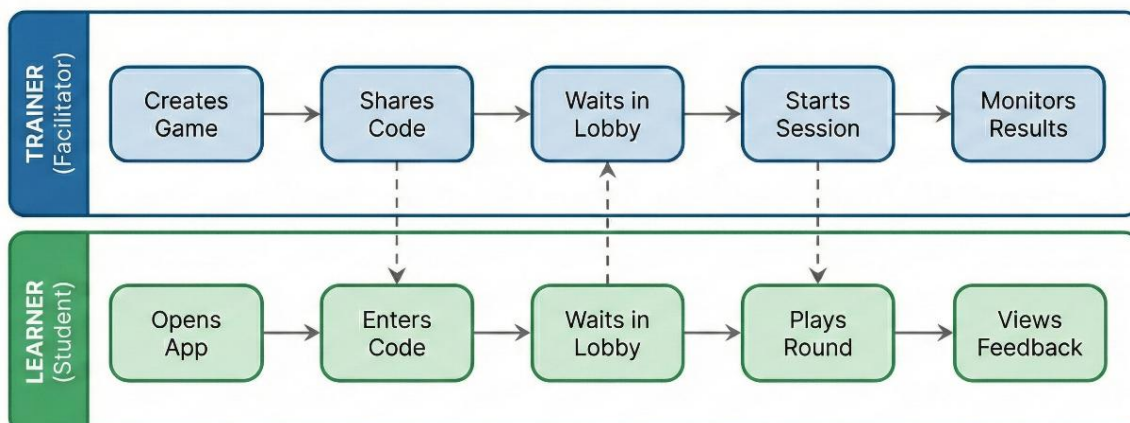 TRAINER
(Facilitator)
Creates
Game
Shares
Code
Waits in
Lobby
Starts
Session
Monitors
Results
LEARNER
(Student)
Opens
App
Enters
Code
Waits in
Lobby
Plays
Round
Views
Feedback